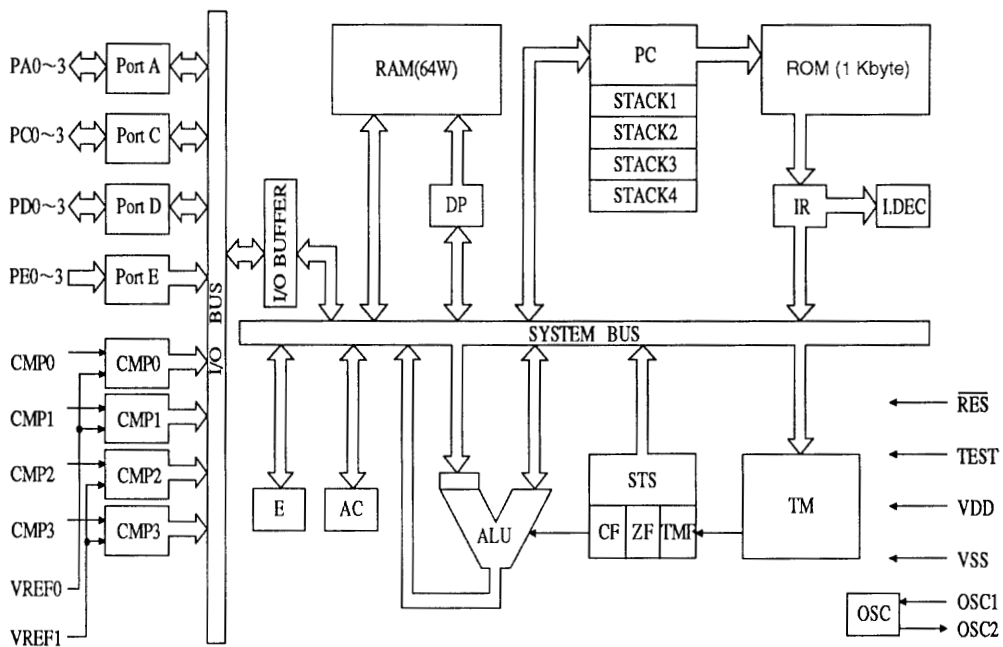 PA0~3
Port A
PC0~3
Port C
PD0~3
Port D
PE0~3
Port E
CMP0
CMP0
CMP1
CMP1
CMP2
CMP2
CMP3
CMP3
VREF0
VREF1
I/O BUS
I/O BUFFER
RAM(64W)
DP
PC
STACK1
STACK2
STACK3
STACK4
ROM (1 Kbyte)
IR
I.DEC
SYSTEM BUS
E
AC
ALU
STS
CF
ZF
TMF
TM
RES
TEST
VDD
VSS
OSC
OSC1
OSC2